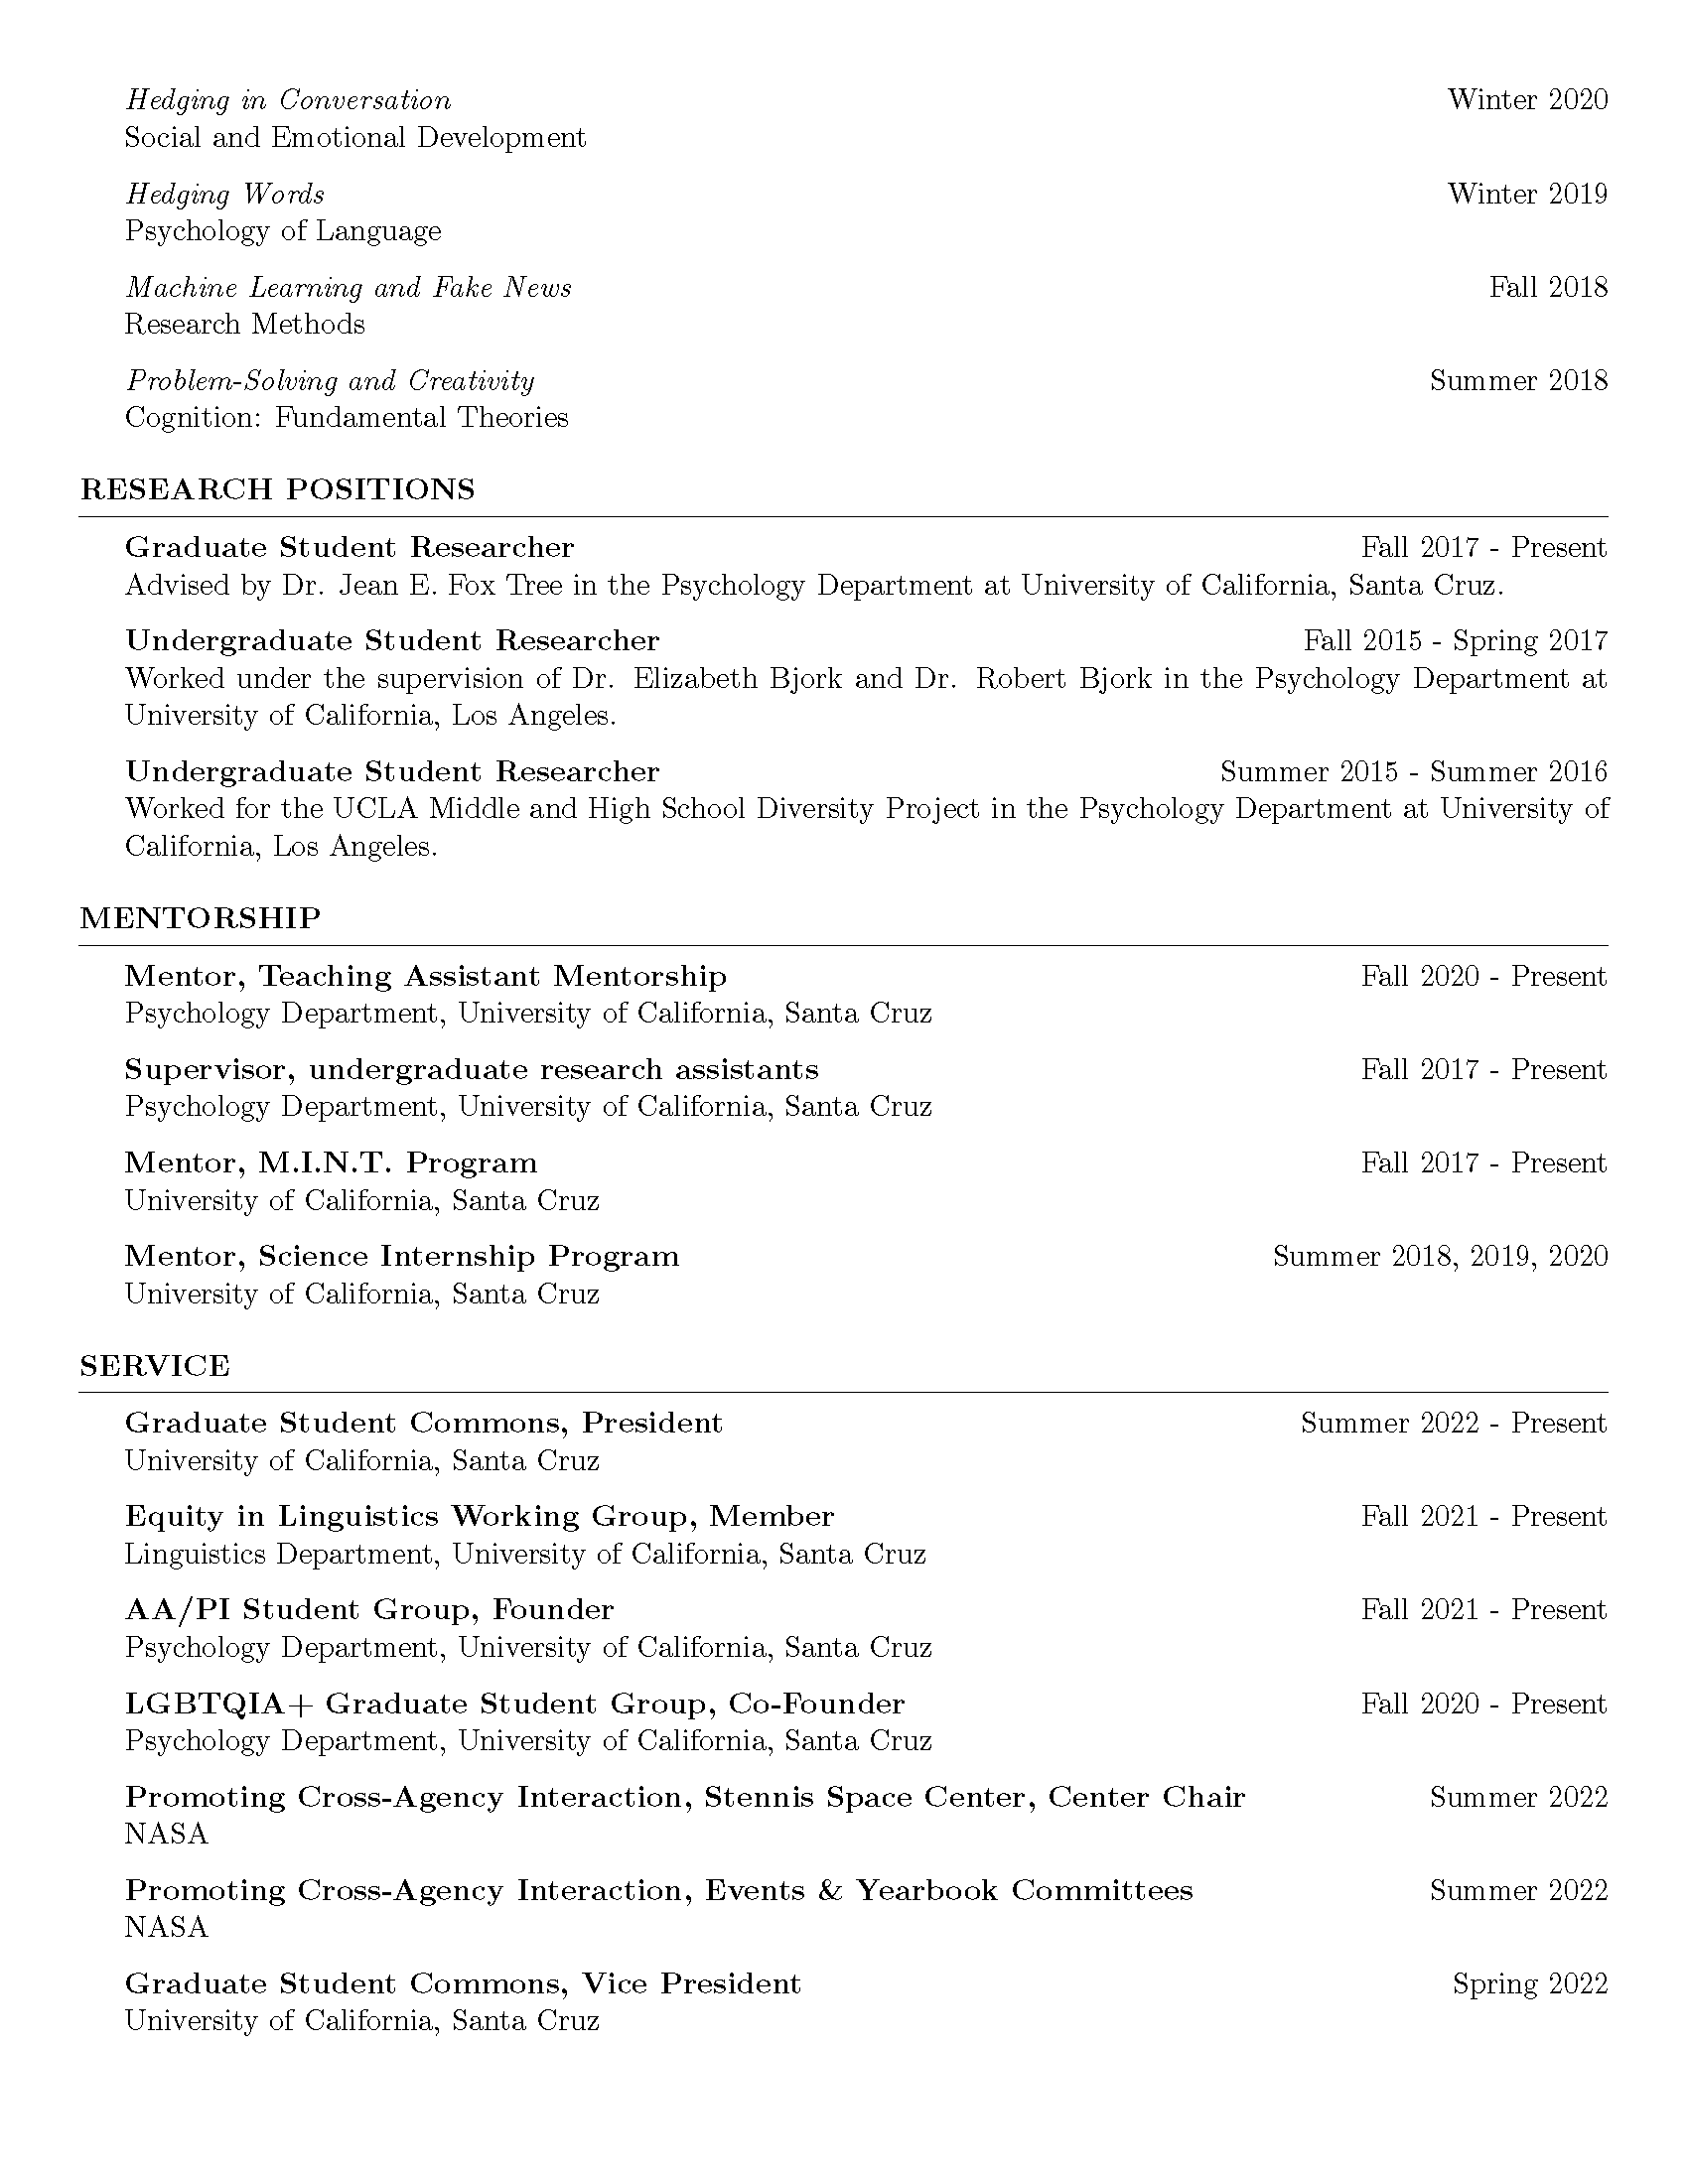 Hedging in Conversation Winter 2020
Social and Emotional Development
Hedging Words Winter 2019
Psychology of Language
Machine Learning and Fake News Fall 2018
Research Methods
Problem-Solving and Creativity Summer 2018
Cognition: Fundamental Theories
RESEARCH POSITIONS
Graduate Student Researcher Fall 2017 - Present
Advised by Dr. Jean E. Fox Tree in the Psychology Department at University of California, Santa Cruz.
Undergraduate Student Researcher Fall 2015 - Spring 2017
Worked under the supervision of Dr. Elizabeth Bjork and Dr. Robert Bjork in the Psychology Department at
University of California, Los Angeles.
Undergraduate Student Researcher Summer 2015 - Summer 2016
Worked for the UCLA Middle and High School Diversity Project in the Psychology Department at University of
California, Los Angeles.
MENTORSHIP
Mentor, Teaching Assistant Mentorship Fall 2020 - Present
Psychology Department, University of California, Santa Cruz
Supervisor, undergraduate research assistants Fall 2017 - Present
Psychology Department, University of California, Santa Cruz
Mentor, M.I.N.T. Program Fall 2017 - Present
University of California, Santa Cruz
Mentor, Science Internship Program Summer 2018, 2019, 2020
University of California, Santa Cruz
SERVICE
Graduate Student Commons, President Summer 2022 - Present
University of California, Santa Cruz
Equity in Linguistics Working Group, Member Fall 2021 - Present
Linguistics Department, University of California, Santa Cruz
AA/PI Student Group, Founder Fall 2021 - Present
Psychology Department, University of California, Santa Cruz
LGBTQIA+ Graduate Student Group, Co-Founder Fall 2020 - Present
Psychology Department, University of California, Santa Cruz
Promoting Cross-Agency Interaction, Stennis Space Center, Center Chair Summer 2022
NASA
Promoting Cross-Agency Interaction, Events & Yearbook Committees Summer 2022
NASA
Graduate Student Commons, Vice President Spring 2022
University of California, Santa Cruz